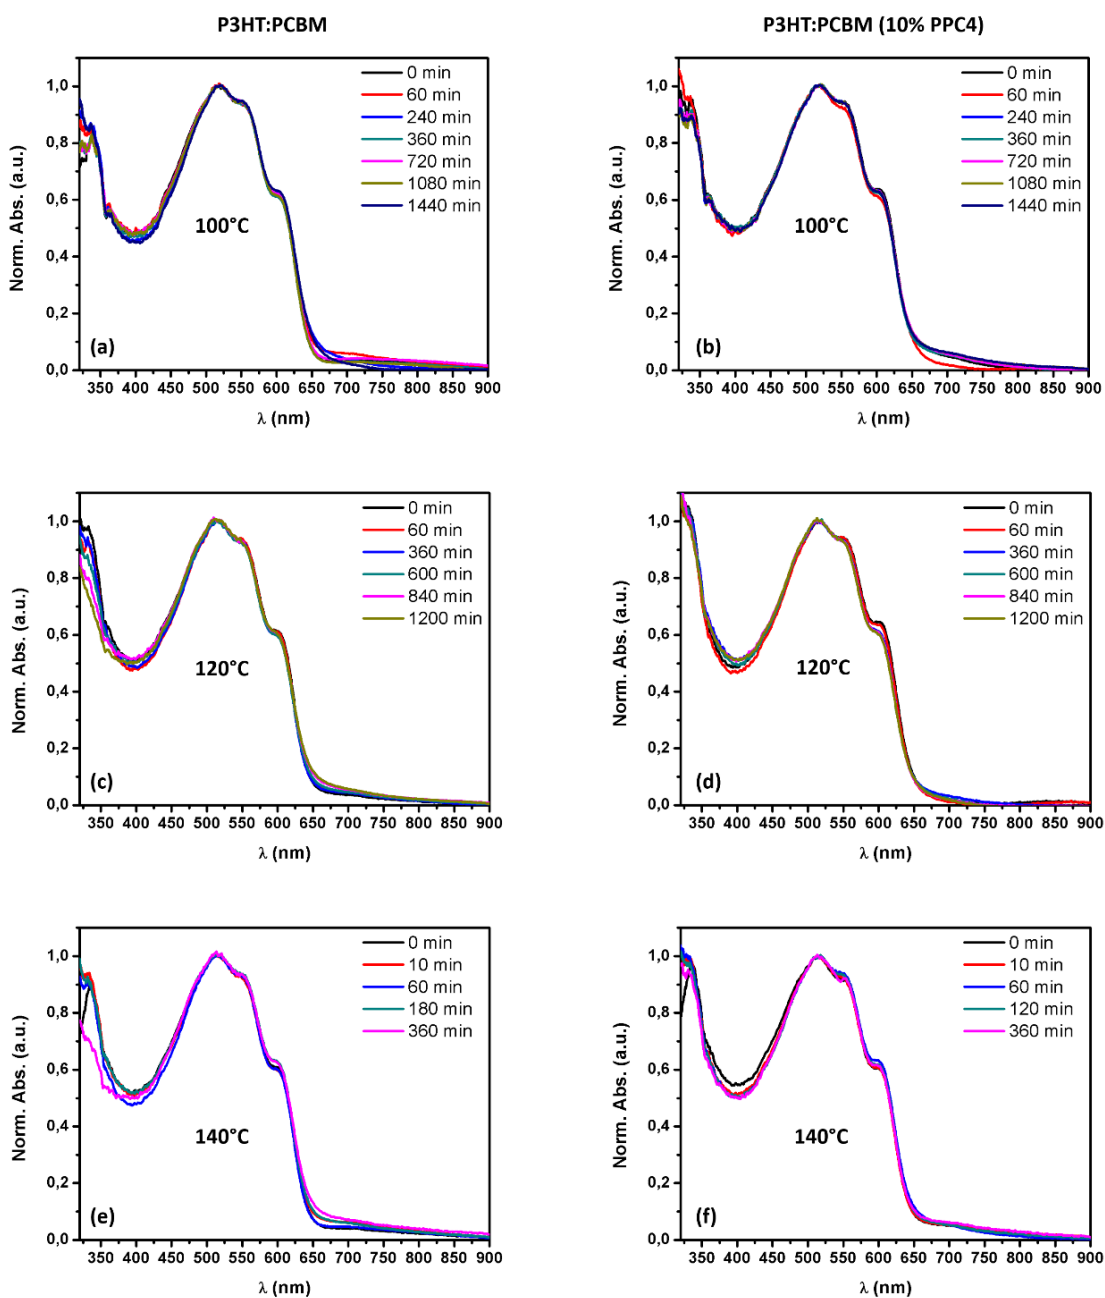 P3HT:PCBM
P3HT:PCBM (10% PPC4)
Norm. Abs. (a.u.)
1,0
0,8
0,6
0,4
0,2
0,0
0 min
60 min
240 min
360 min
720 min
1080 min
1440 min
100°C
(a)
350 400 450 500 550 600 650 700 750 800 850 900
λ (nm)
Norm. Abs. (a.u.)
1,0
0,8
0,6
0,4
0,2
0,0
0 min
60 min
240 min
360 min
720 min
1080 min
1440 min
100°C
(b)
350 400 450 500 550 600 650 700 750 800 850 900
λ (nm)
Norm. Abs. (a.u.)
1,0
0,8
0,6
0,4
0,2
0,0
0 min
60 min
360 min
600 min
840 min
1200 min
120°C
(c)
350 400 450 500 550 600 650 700 750 800 850 900
λ (nm)
Norm. Abs. (a.u.)
1,0
0,8
0,6
0,4
0,2
0,0
0 min
60 min
360 min
600 min
840 min
1200 min
120°C
(d)
350 400 450 500 550 600 650 700 750 800 850 900
λ (nm)
Norm. Abs. (a.u.)
1,0
0,8
0,6
0,4
0,2
0,0
0 min
10 min
60 min
180 min
360 min
140°C
(e)
350 400 450 500 550 600 650 700 750 800 850 900
λ (nm)
Norm. Abs. (a.u.)
1,0
0,8
0,6
0,4
0,2
0,0
0 min
10 min
60 min
120 min
360 min
140°C
(f)
350 400 450 500 550 600 650 700 750 800 850 900
λ (nm)